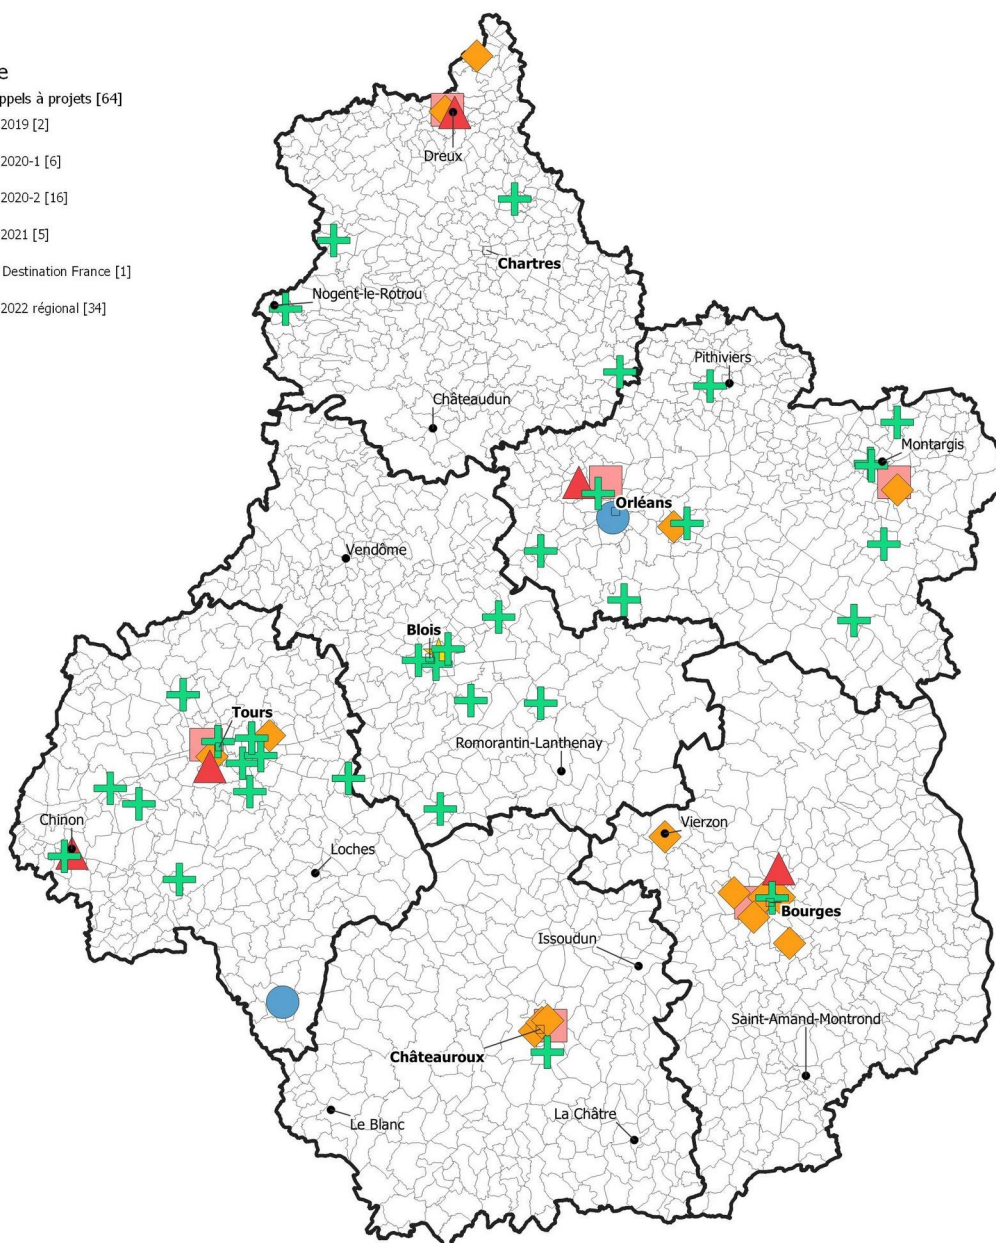 e
ppels à projets [64]
2019 [2]
2020-1 [6]
2020-2 [16]
2021 [5]
Destination France [1]
2022 régional [34]
Dreux
Chartres
Nogent-le-Rotrou
Pithiviers
Châteaudun
Montargis
Orléans
Vendôme
Blois
Tours
Romorantin-Lanthenay
Chinon
Vierzon
Loches
Bourges
Issoudun
Saint-Amand-Montrond
Châteauroux
La Châtre
Le Blanc